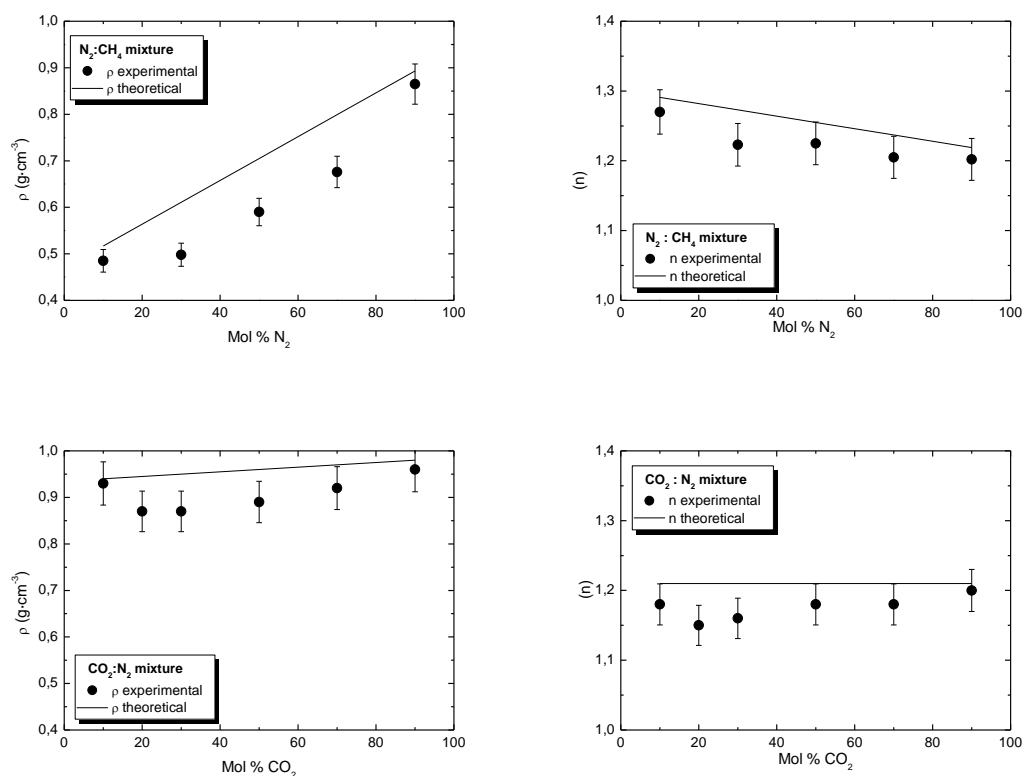 N₂:CH₄ mixture
ρ experimental
ρ theoretical
ρ (g·cm⁻³)
1,0
0,9
0,8
0,7
0,6
0,5
0,4
0 20 40 60 80 100
Mol % N₂
N₂ : CH₄ mixture
n experimental
n theoretical
(n)
1,4
1,3
1,2
1,1
1,0
0 20 40 60 80 100
Mol % N₂
CO₂:N₂ mixture
ρ experimental
ρ theoretical
ρ (g·cm⁻³)
1,0
0,9
0,8
0,7
0,6
0,5
0,4
0 20 40 60 80 100
Mol % CO₂
CO₂ : N₂ mixture
n experimental
n theoretical
(n)
1,4
1,3
1,2
1,1
1,0
0 20 40 60 80 100
Mol % CO₂